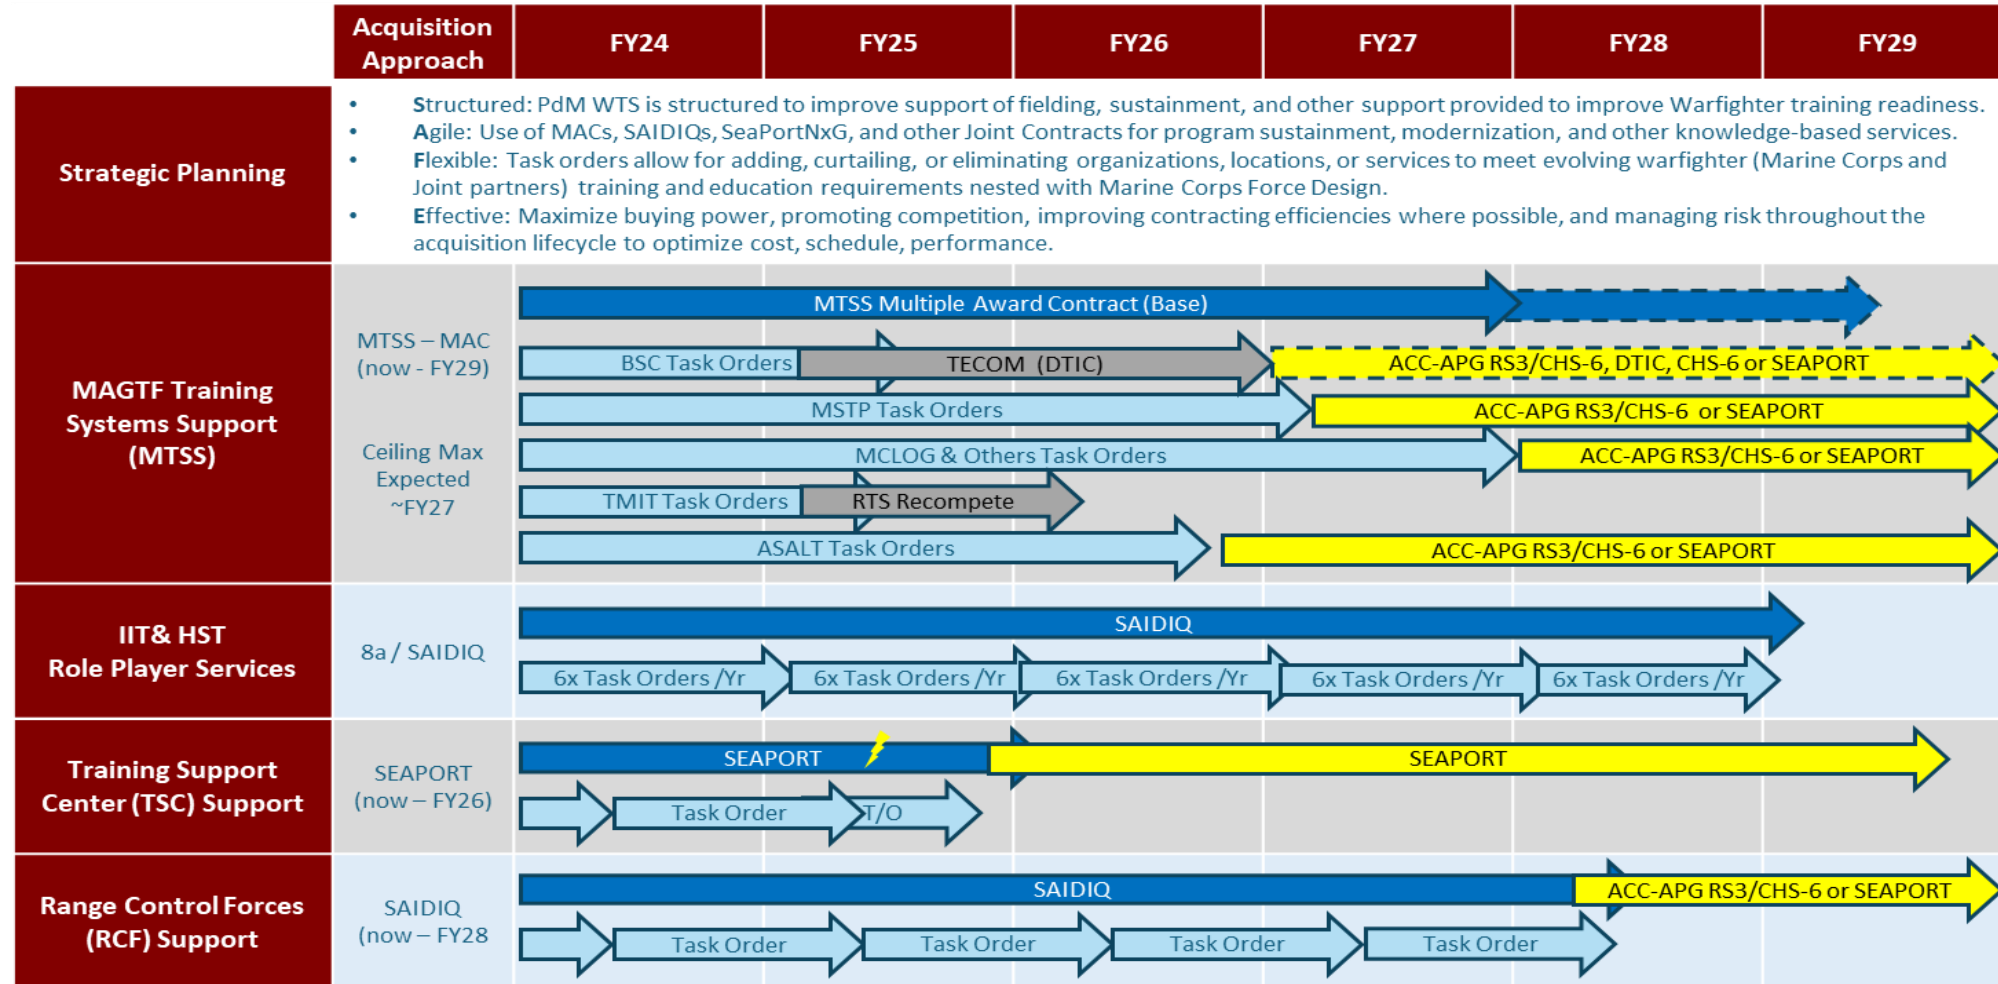 Acquisition
Approach
FY24
FY25
FY26
FY27
FY28
FY29
Strategic Planning
• Structured: PdM WTS is structured to improve support of fielding, sustainment, and other support provided to improve Warfighter training readiness.
• Agile: Use of MACs, SAIDIQs, SeaPortNxG, and other Joint Contracts for program sustainment, modernization, and other knowledge-based services.
• Flexible: Task orders allow for adding, curtailing, or eliminating organizations, locations, or services to meet evolving warfighter (Marine Corps and
Joint partners) training and education requirements nested with Marine Corps Force Design.
• Effective: Maximize buying power, promoting competition, improving contracting efficiencies where possible, and managing risk throughout the
acquisition lifecycle to optimize cost, schedule, performance.
MAGTF Training
Systems Support
(MTSS)
MTSS – MAC
(now - FY29)
Ceiling Max
Expected
~FY27
MTSS Multiple Award Contract (Base)
BSC Task Orders
TECOM (DTIC)
ACC-APG RS3/CHS-6, DTIC, CHS-6 or SEAPORT
MSTP Task Orders
ACC-APG RS3/CHS-6 or SEAPORT
MCLOG & Others Task Orders
ACC-APG RS3/CHS-6 or SEAPORT
TMIT Task Orders
RTS Recompete
ASALT Task Orders
ACC-APG RS3/CHS-6 or SEAPORT
IIT& HST
Role Player Services
8a / SAIDIQ
SAIDIQ
6x Task Orders /Yr
6x Task Orders /Yr
6x Task Orders /Yr
6x Task Orders /Yr
6x Task Orders /Yr
Training Support
Center (TSC) Support
SEAPORT
(now – FY26)
SEAPORT
SEAPORT
Task Order
T/O
Range Control Forces
(RCF) Support
SAIDIQ
(now – FY28
SAIDIQ
ACC-APG RS3/CHS-6 or SEAPORT
Task Order
Task Order
Task Order
Task Order